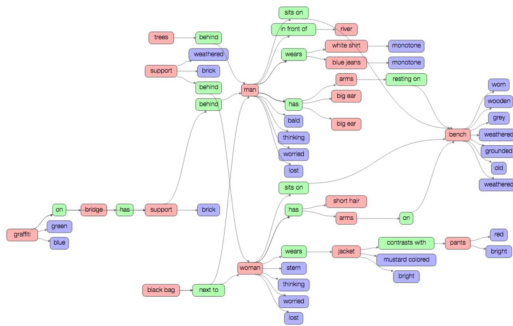 sits on
in front of
river
trees
behind
white shirt
monotone
wears
weathered
blue jeans
monotone
support
brick
arms
resting on
behind
man
worn
big ear
wooden
behind
has
bald
big ear
grey
thinking
bench
weathered
worried
grounded
lost
old
sits on
weathered
short hair
on
bridge
has
support
brick
has
arms
on
green
graffiti
blue
red
contrasts with
pants
wears
jacket
bright
woman
stern
mustard colored
thinking
bright
black bag
next to
worried
lost